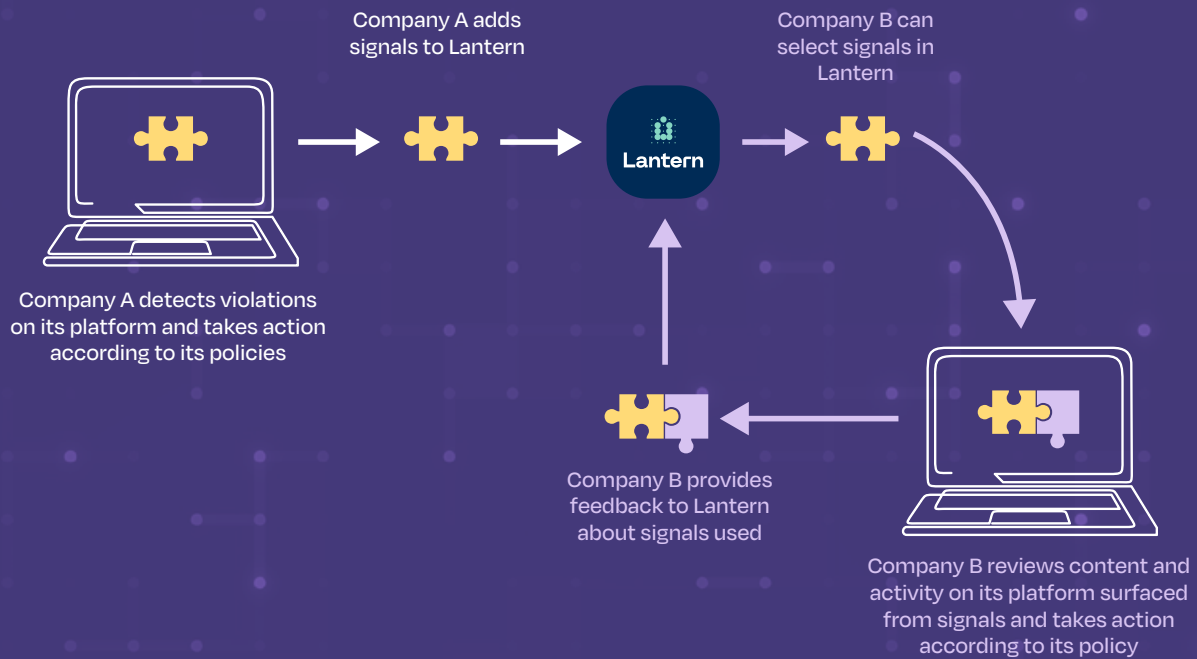 Company A adds
signals to Lantern
Company B can
select signals in
Lantern
Lantern
Company A detects violations
on its platform and takes action
according to its policies
Company B provides
feedback to Lantern
about signals used
Company B reviews content and
activity on its platform surfaced
from signals and takes action
according to its policy